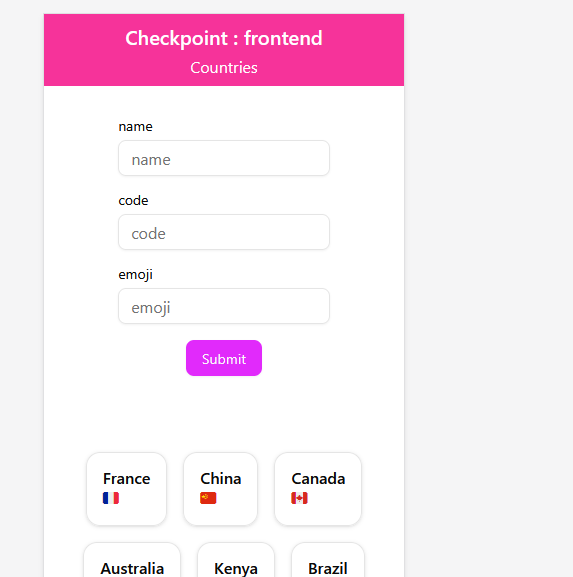 Checkpoint : frontend
Countries
name
name
code
code
emoji
emoji
Submit
France China Canada
Australia Kenya Brazil